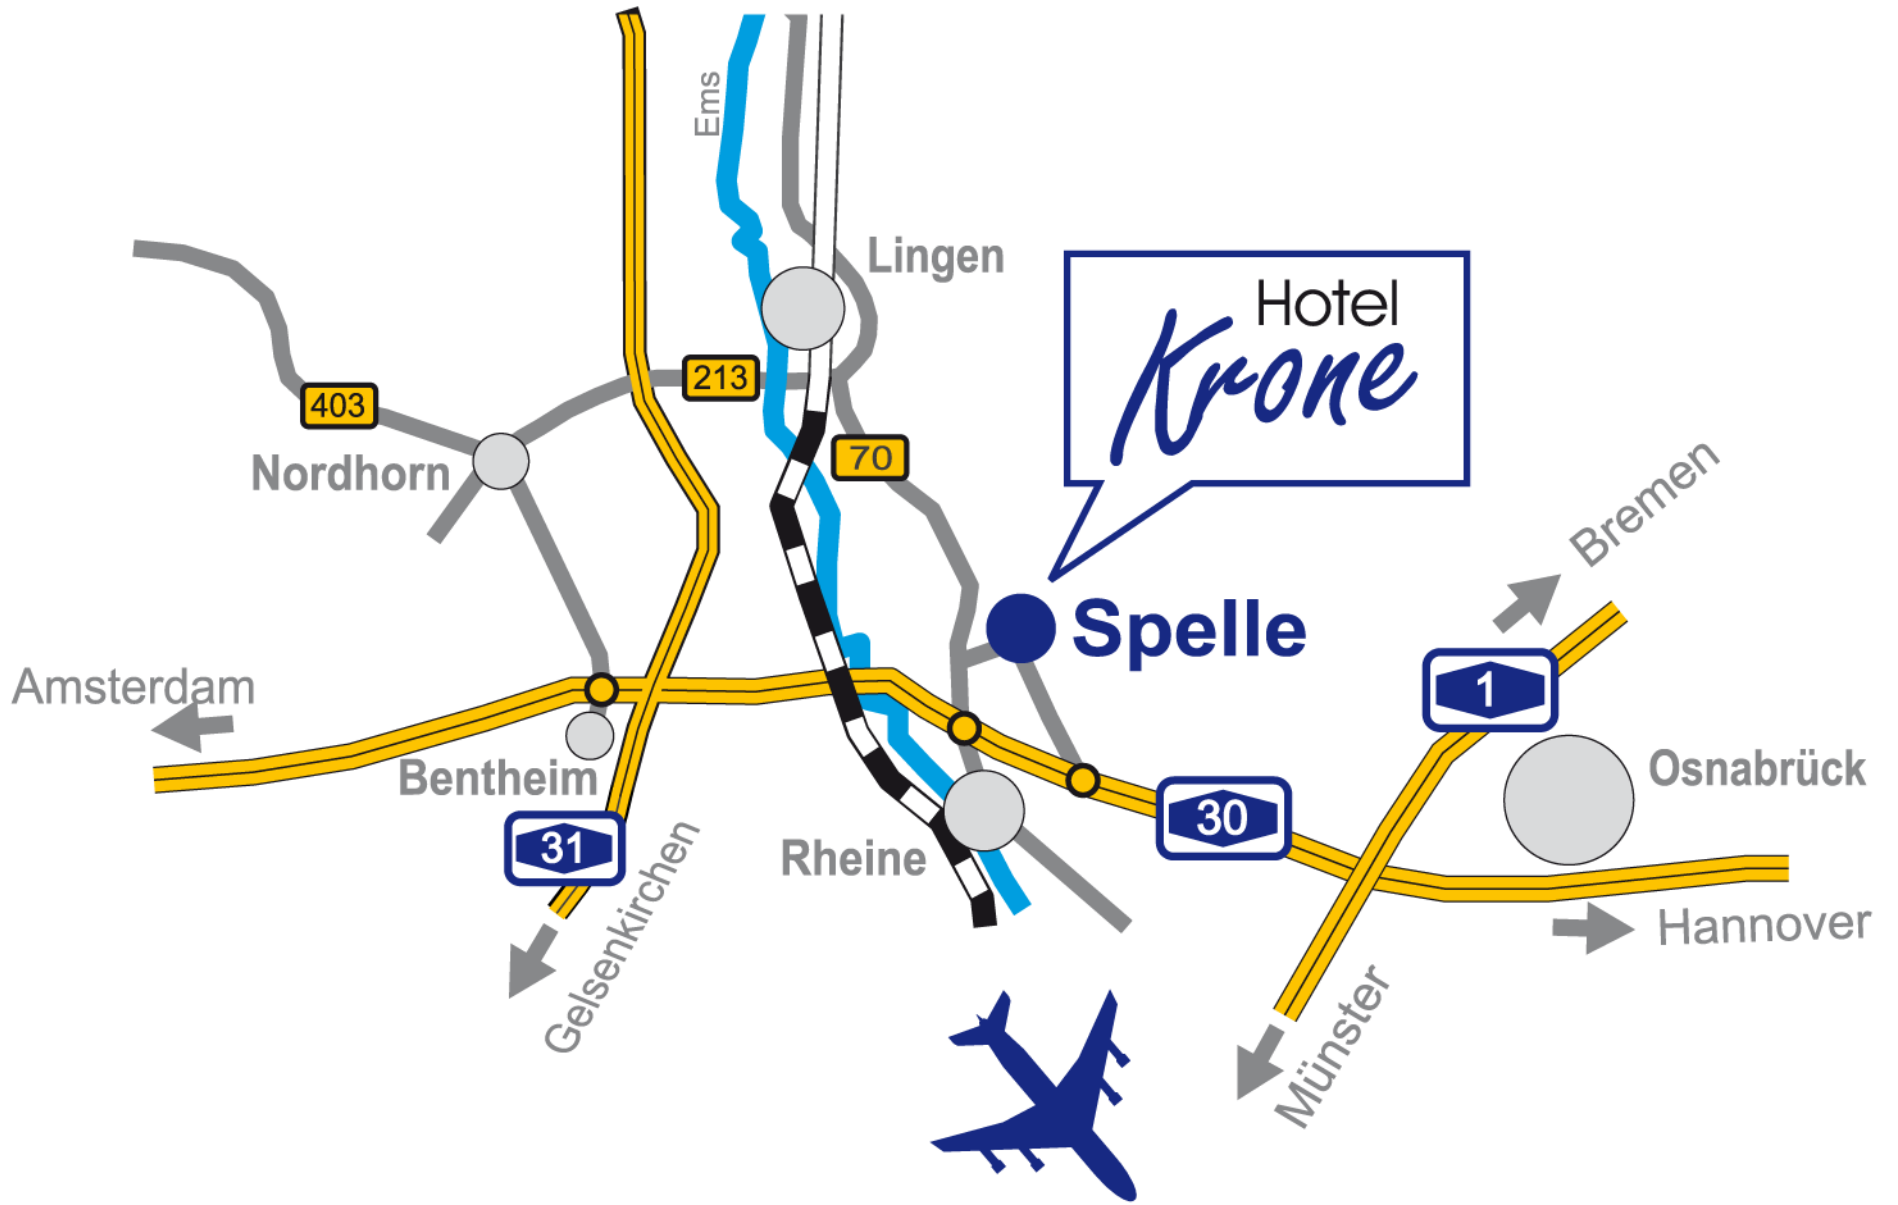 Ems
Lingen
Hotel
Krone
213
403
70
Nordhorn
Bremen
Spelle
Amsterdam
1
Bentheim
Osnabrück
30
31
Rheine
Gelsenkirchen
Hannover
Münster